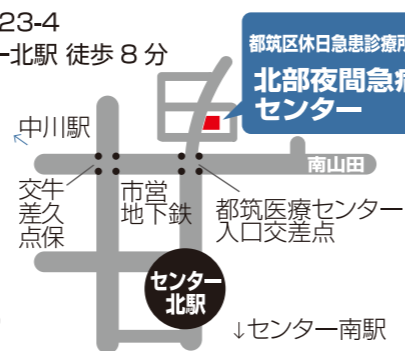 23-4
ー北駅 徒歩 8 分
都筑区休日急患診療所
北部夜間急病
センター
中川駅
南山田
牛久保
交差点
市営
地下鉄
都筑医療センター
入口交差点
センター
北駅
↓センター南駅